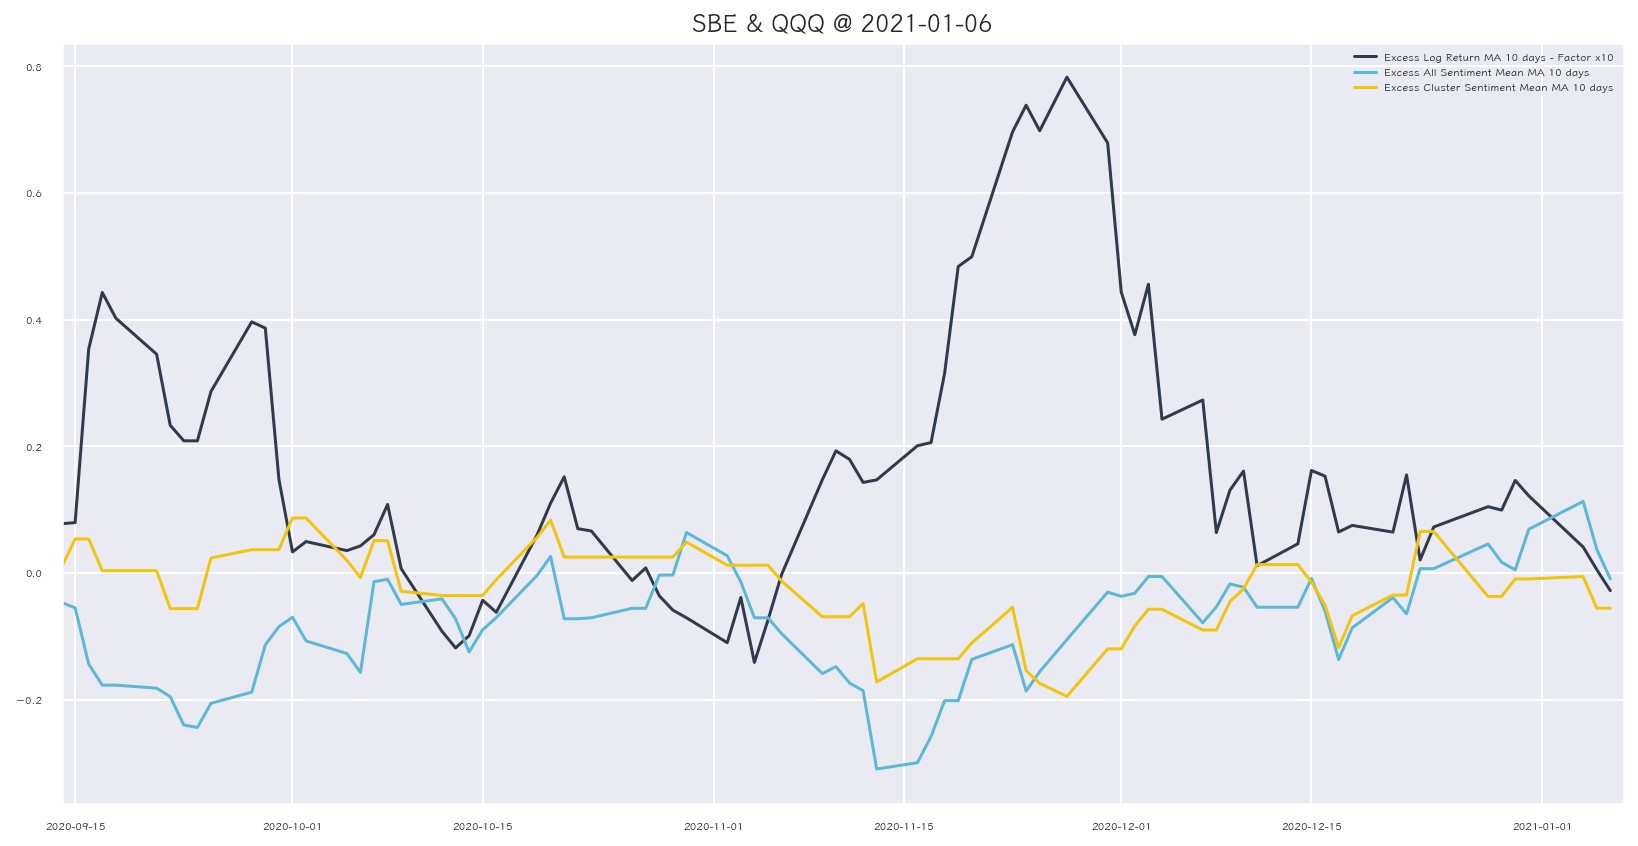 SBE & QQQ @ 2021-01-06
Excess Log Return MA 10 days - Factor x10
Excess All Sentiment Mean MA 10 days
Excess Cluster Sentiment Mean MA 10 days
0.8
0.6
0.4
0.2
0.0
−0.2
2020-09-15 2020-10-01 2020-10-15 2020-11-01 2020-11-15 2020-12-01 2020-12-15 2021-01-01